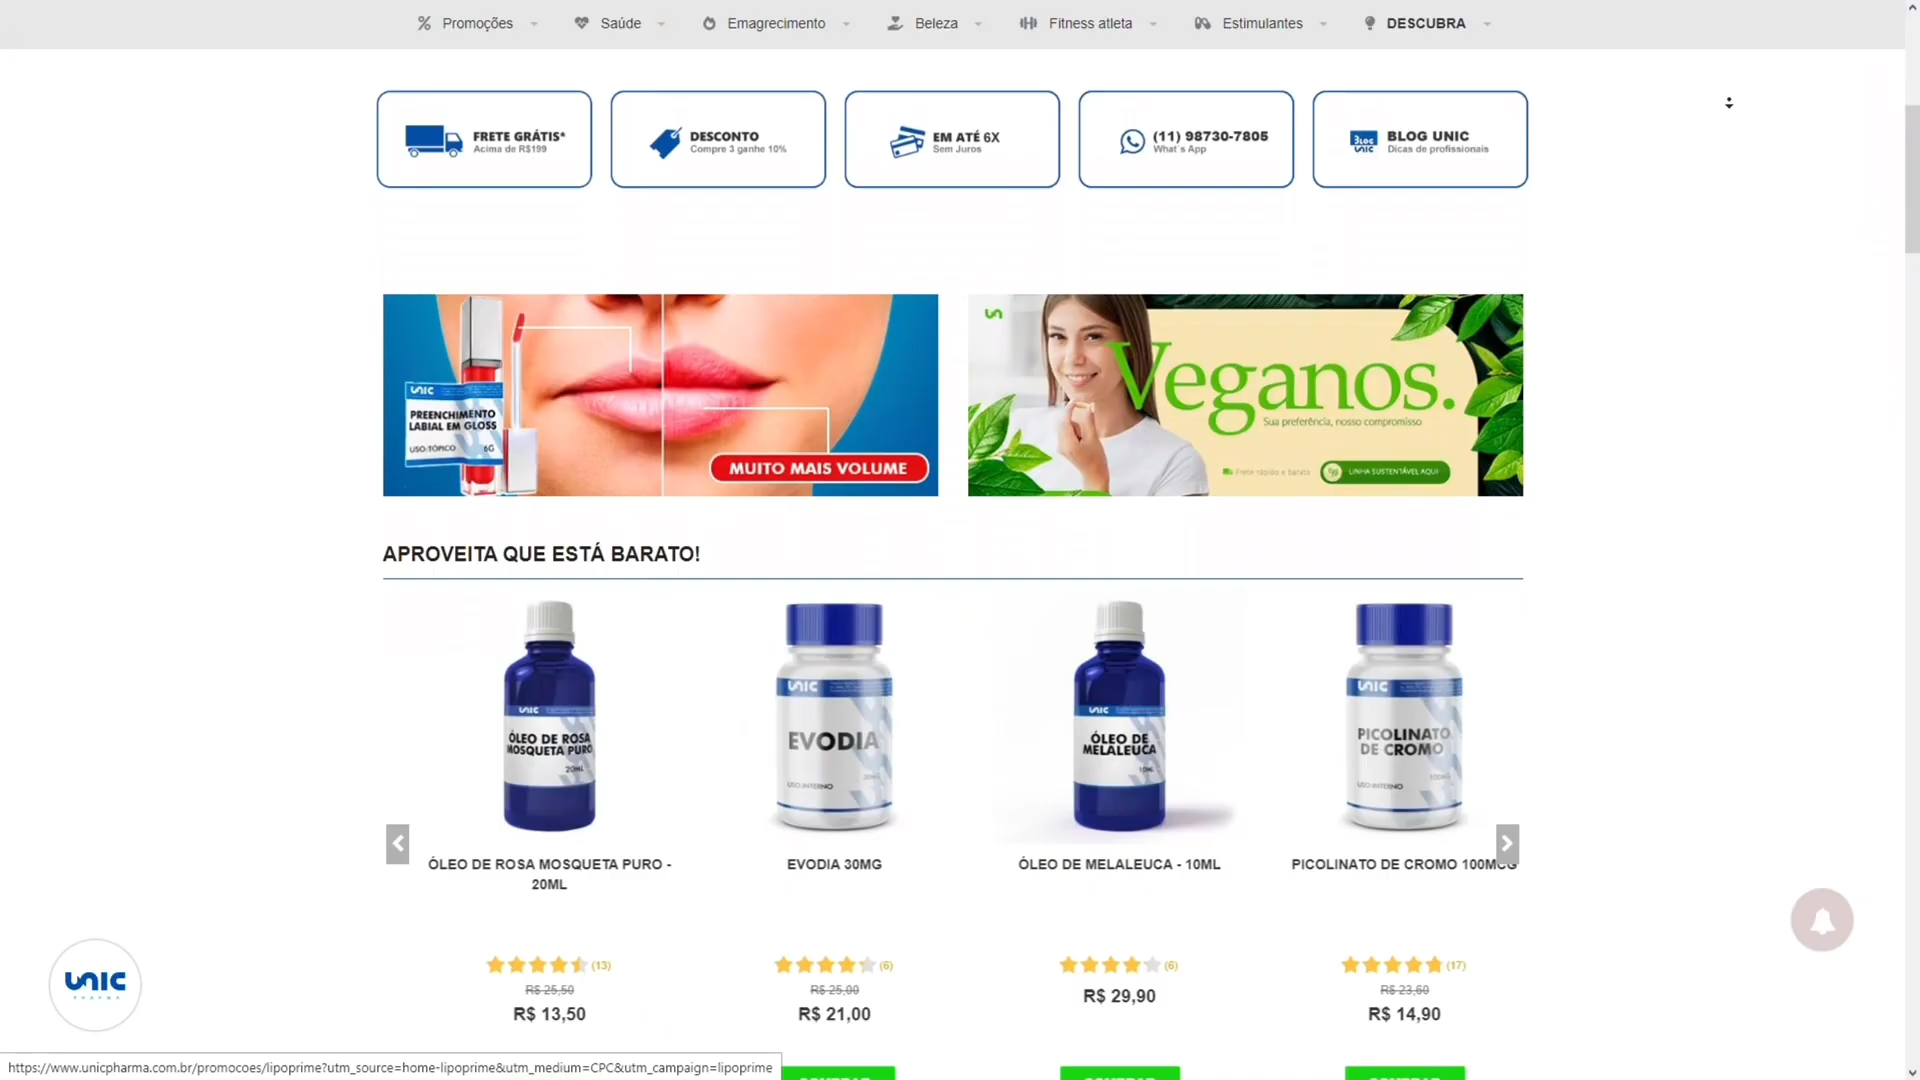 Promoções
Saúde
Emagrecimento
Beleza
Fitness atleta
Estimulantes
DESCUBRA
FRETE GRÁTIS*
Acima de R$199
DESCONTO
Compre 3 ganhe 10%
EM ATÉ 6X
Sem Juros
(11) 98730-7805
What´s App
BLOG UNIC
Dicas de profissionais
UNIC
PREENCHIMENTO
LABIAL EM GLOSS
USO TÓPICO 6G
MUITO MAIS VOLUME
Veganos.
Sua preferência, nosso compromisso
Frete rápido e barato
LINHA SUSTENTÁVEL AQUI
APROVEITA QUE ESTÁ BARATO!
UNIC
ÓLEO DE ROSA
MOSQUETA PURO
20ML
UNIC
EVODIA
USO INTERNO
UNIC
ÓLEO DE
MELALEUCA
10ML
UNIC
PICOLINATO
DE CROMO
USO INTERNO
ÓLEO DE ROSA MOSQUETA PURO -
20ML
EVODIA 30MG
ÓLEO DE MELALEUCA - 10ML
PICOLINATO DE CROMO 100MCG
(13)
(6)
(6)
(17)
R$ 25,50
R$ 13,50
R$ 25,00
R$ 21,00
R$ 29,90
R$ 23,60
R$ 14,90
UNIC
PHARMA
https://www.unicpharma.com.br/promocoes/lipoprime?utm_source=home-lipoprime&utm_medium=CPC&utm_campaign=lipoprime